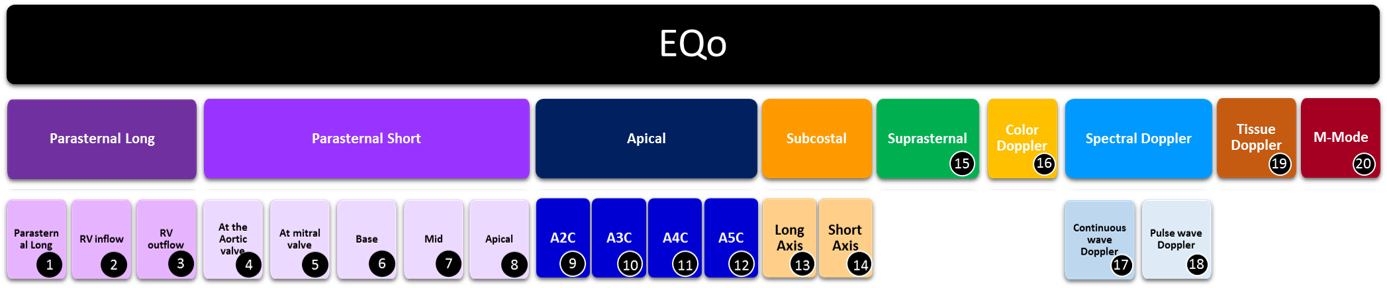 EQo
Parasternal Long
Parasternal Short
Apical
Subcostal
Suprasternal
15
Color
Doppler
16
Spectral Doppler
Tissue
Doppler
19
M-Mode
20
Parastern
al Long
1
RV inflow
2
RV
outflow
3
At the
Aortic
valve
4
At mitral
valve
5
Base
6
Mid
7
Apical
8
A2C
9
A3C
10
A4C
11
A5C
12
Long
Axis
13
Short
Axis
14
Continuous
wave
Doppler
17
Pulse wave
Doppler
18